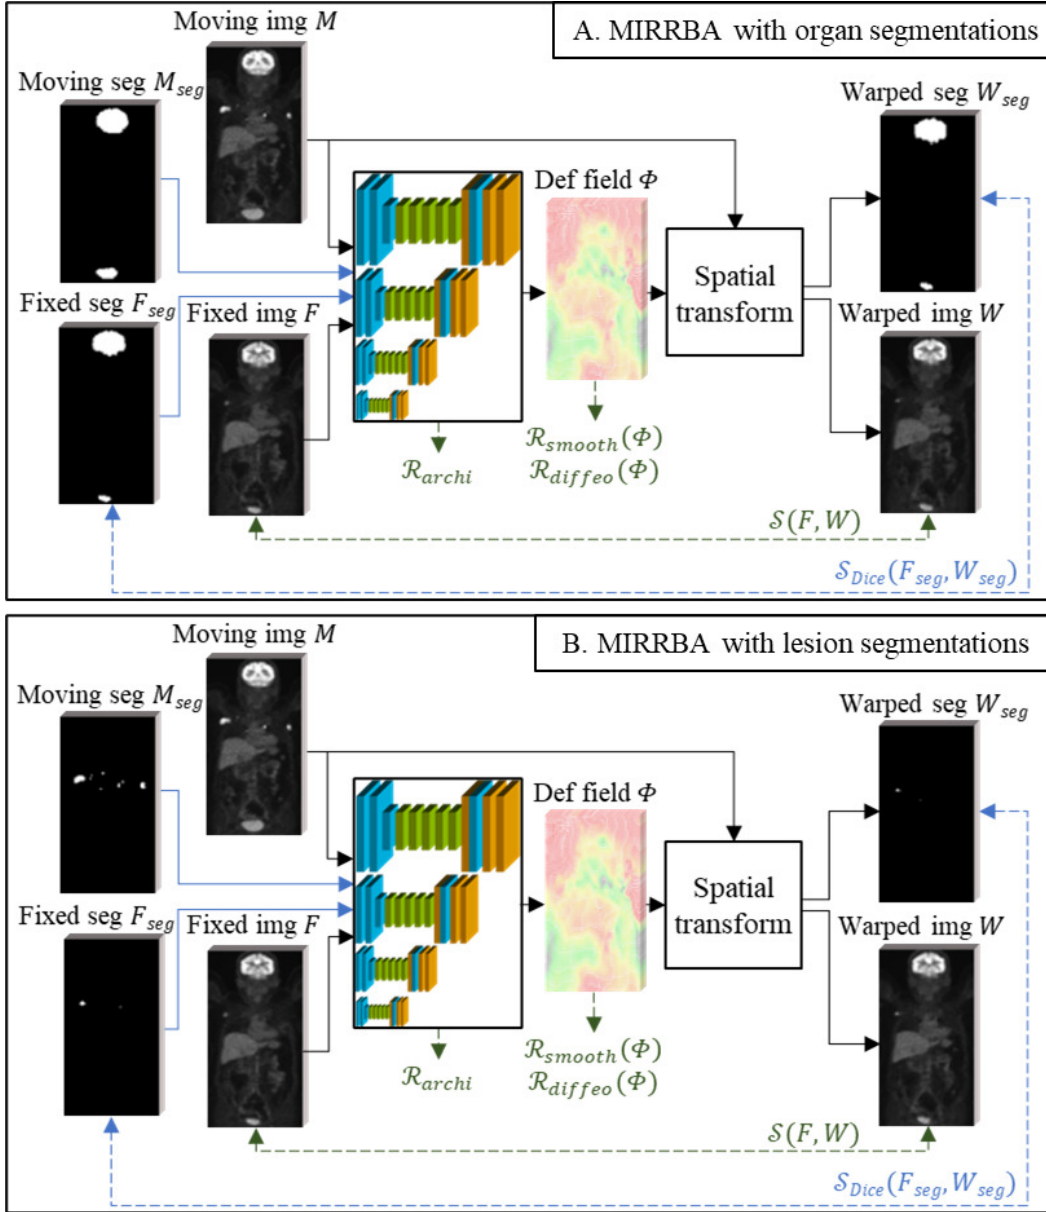 A. MIRRBA with organ segmentations
Moving img M
Moving seg M_seg
Warped seg W_seg
Def field Φ
Spatial
transform
Fixed seg F_seg
Fixed img F
Warped img W
R_smooth(Φ)
R_archi
R_diffeo(Φ)
S(F, W)
S_Dice(F_seg, W_seg)
B. MIRRBA with lesion segmentations
Moving img M
Moving seg M_seg
Warped seg W_seg
Def field Φ
Spatial
transform
Fixed seg F_seg
Fixed img F
Warped img W
R_smooth(Φ)
R_archi
R_diffeo(Φ)
S(F, W)
S_Dice(F_seg, W_seg)